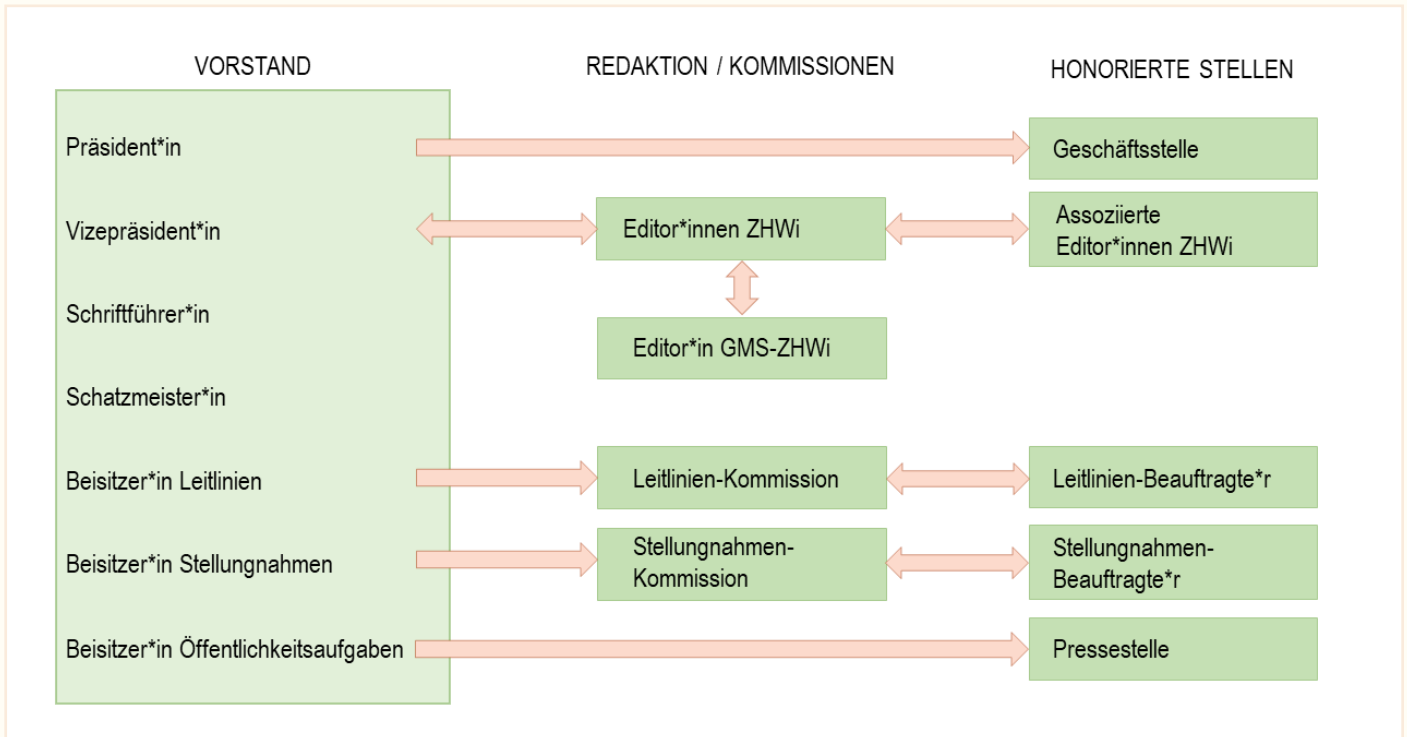 VORSTAND
REDAKTION / KOMMISSIONEN
HONORIERTE STELLEN
Präsident*in
Geschäftsstelle
Vizepräsident*in
Editor*innen ZHWi
Assoziierte
Editor*innen ZHWi
Schriftführer*in
Editor*in GMS-ZHWi
Schatzmeister*in
Beisitzer*in Leitlinien
Leitlinien-Kommission
Leitlinien-Beauftragte*r
Beisitzer*in Stellungnahmen
Stellungnahmen-
Kommission
Stellungnahmen-
Beauftragte*r
Beisitzer*in Öffentlichkeitsaufgaben
Pressestelle